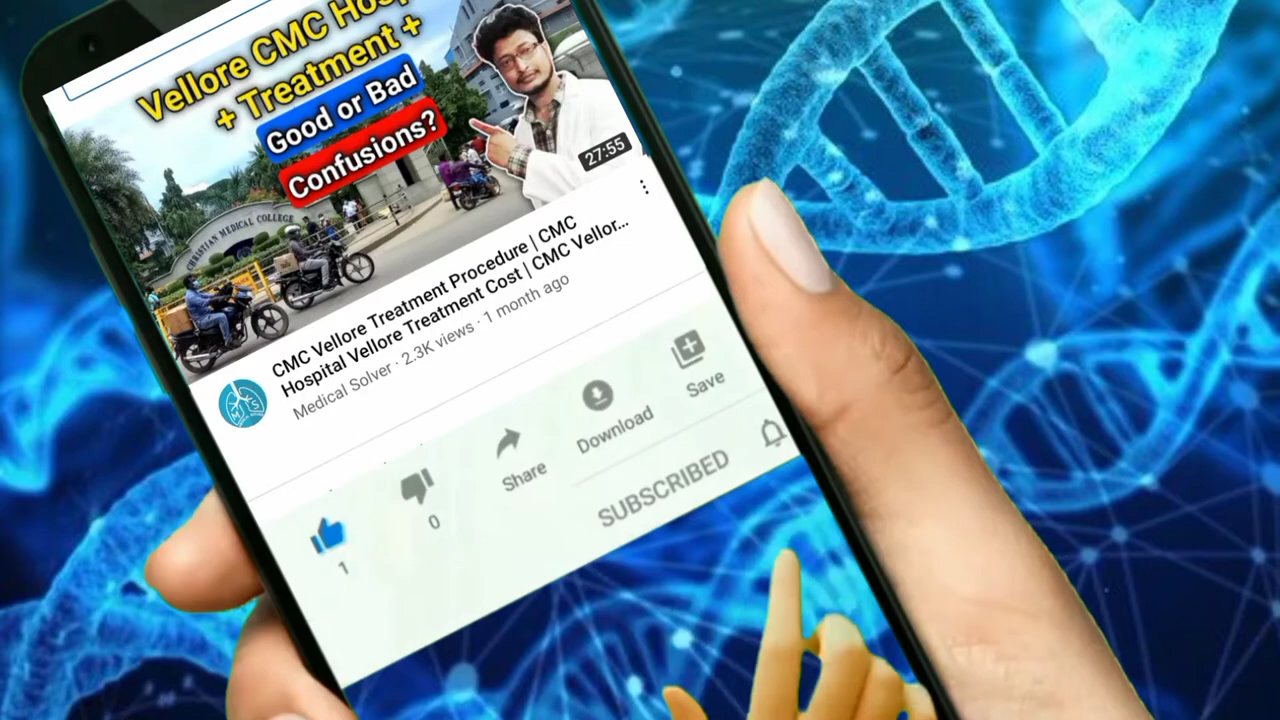 Vellore CMC Hosp
+ Treatment +
Good or Bad
Confusions?
CHRISTIAN MEDICAL COLLEGE
27:55
CMC Vellore Treatment Procedure | CMC
Hospital Vellore Treatment Cost | CMC Vellor...
Medical Solver · 2.3K views · 1 month ago
M S
1
0
Share
Download
Save
SUBSCRIBED